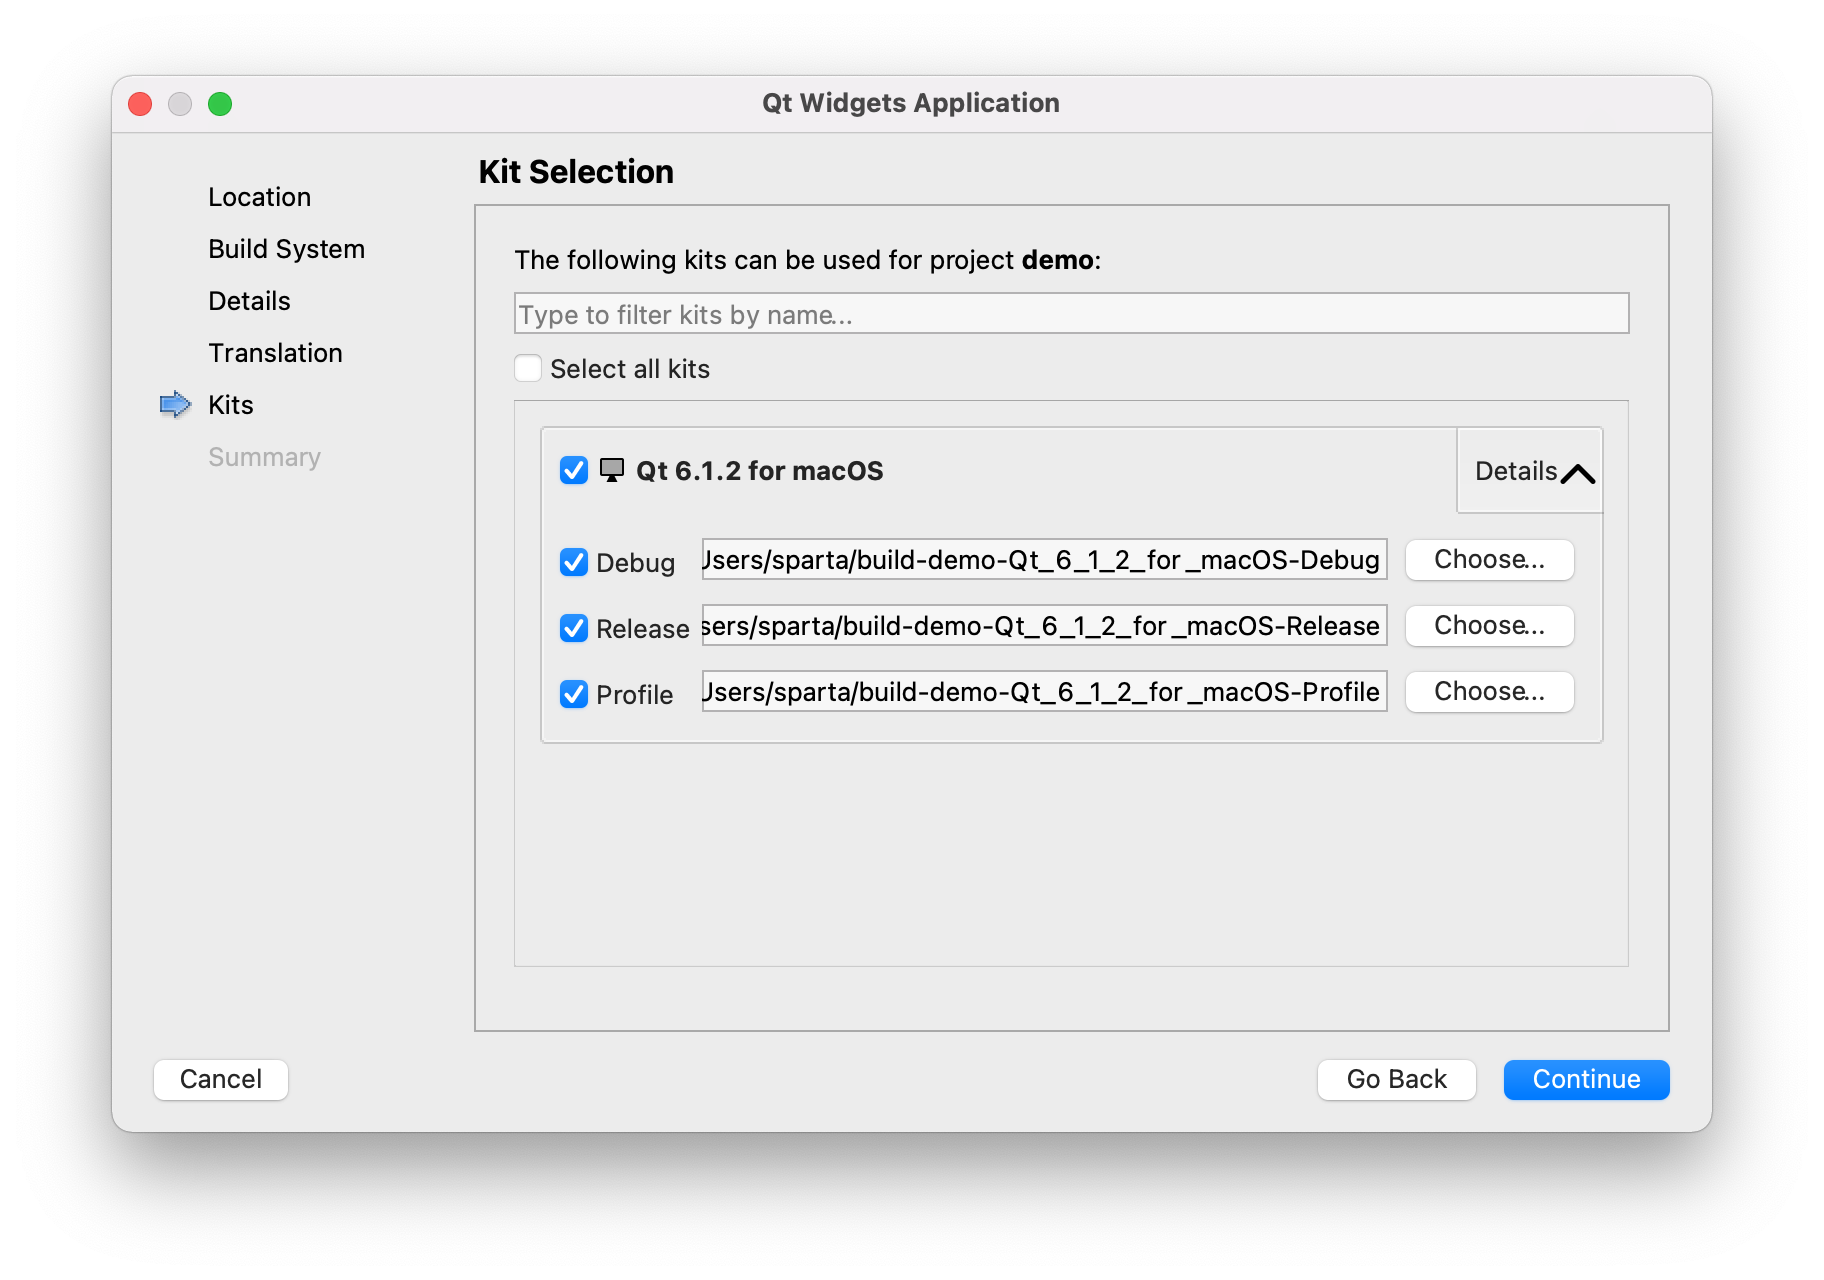 Qt Widgets Application
Location
Build System
Details
Translation
Kits
Summary
Kit Selection
The following kits can be used for project demo:
Type to filter kits by name...
Select all kits
Qt 6.1.2 for macOS
Details
Debug Users/sparta/build-demo-Qt_6_1_2_for_macOS-Debug Choose...
Release sers/sparta/build-demo-Qt_6_1_2_for_macOS-Release Choose...
Profile Users/sparta/build-demo-Qt_6_1_2_for_macOS-Profile Choose...
Cancel
Go Back
Continue